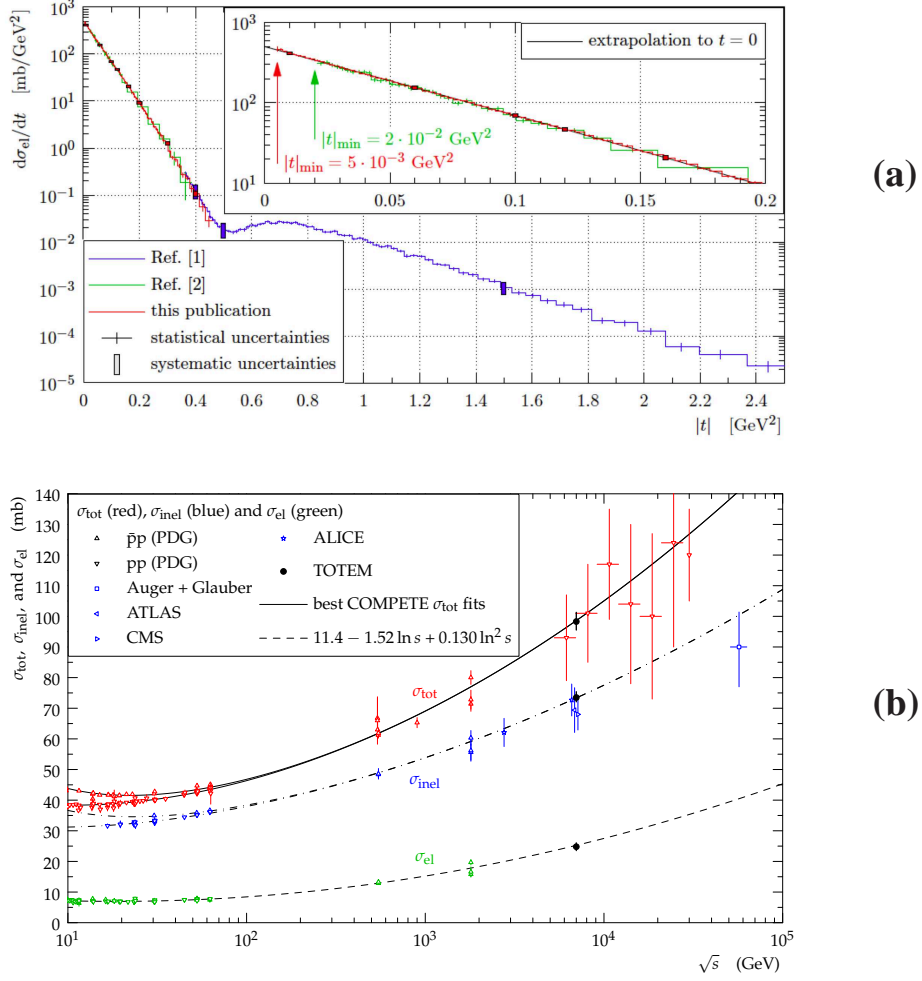 10^3
10^2
10^1
10^0
10^-1
10^-2
10^-3
10^-4
10^-5
dσ_el/dt [mb/GeV^2]
10^3
10^2
10^1
extrapolation to t = 0
|t|_min = 2 · 10^-2 GeV^2
|t|_min = 5 · 10^-3 GeV^2
0 0.05 0.1 0.15 0.2
Ref. [1]
Ref. [2]
this publication
statistical uncertainties
systematic uncertainties
0 0.2 0.4 0.6 0.8 1 1.2 1.4 1.6 1.8 2 2.2 2.4
|t| [GeV^2]
(a)
140
130
120
110
100
90
80
70
60
50
40
30
20
10
0
σ_tot, σ_inel, and σ_el (mb)
σ_tot (red), σ_inel (blue) and σ_el (green)
p̄p (PDG)
pp (PDG)
Auger + Glauber
ATLAS
CMS
ALICE
TOTEM
best COMPETE σ_tot fits
11.4 − 1.52 ln s + 0.130 ln^2 s
σ_tot
σ_inel
σ_el
10^1 10^2 10^3 10^4 10^5
√s (GeV)
(b)